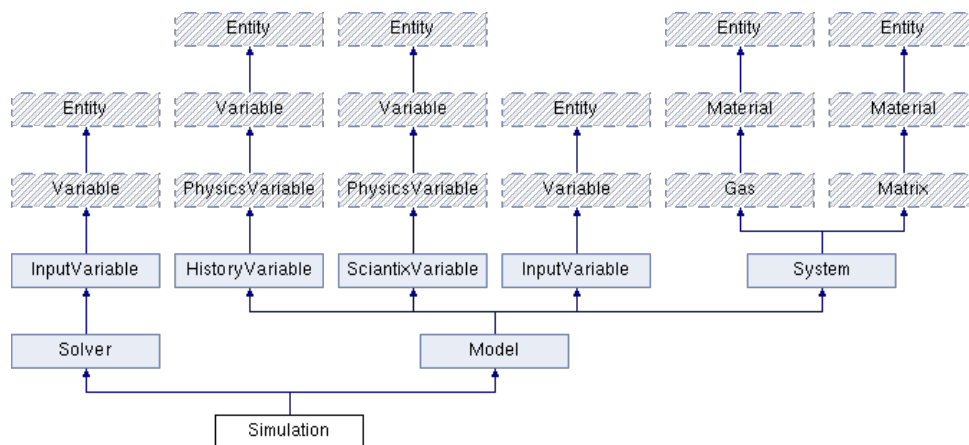 Entity
Entity
Entity
Entity
Entity
Variable
Variable
Entity
Material
Material
Variable
PhysicsVariable
PhysicsVariable
Variable
Gas
Matrix
InputVariable
HistoryVariable
SciantixVariable
InputVariable
System
Solver
Model
Simulation